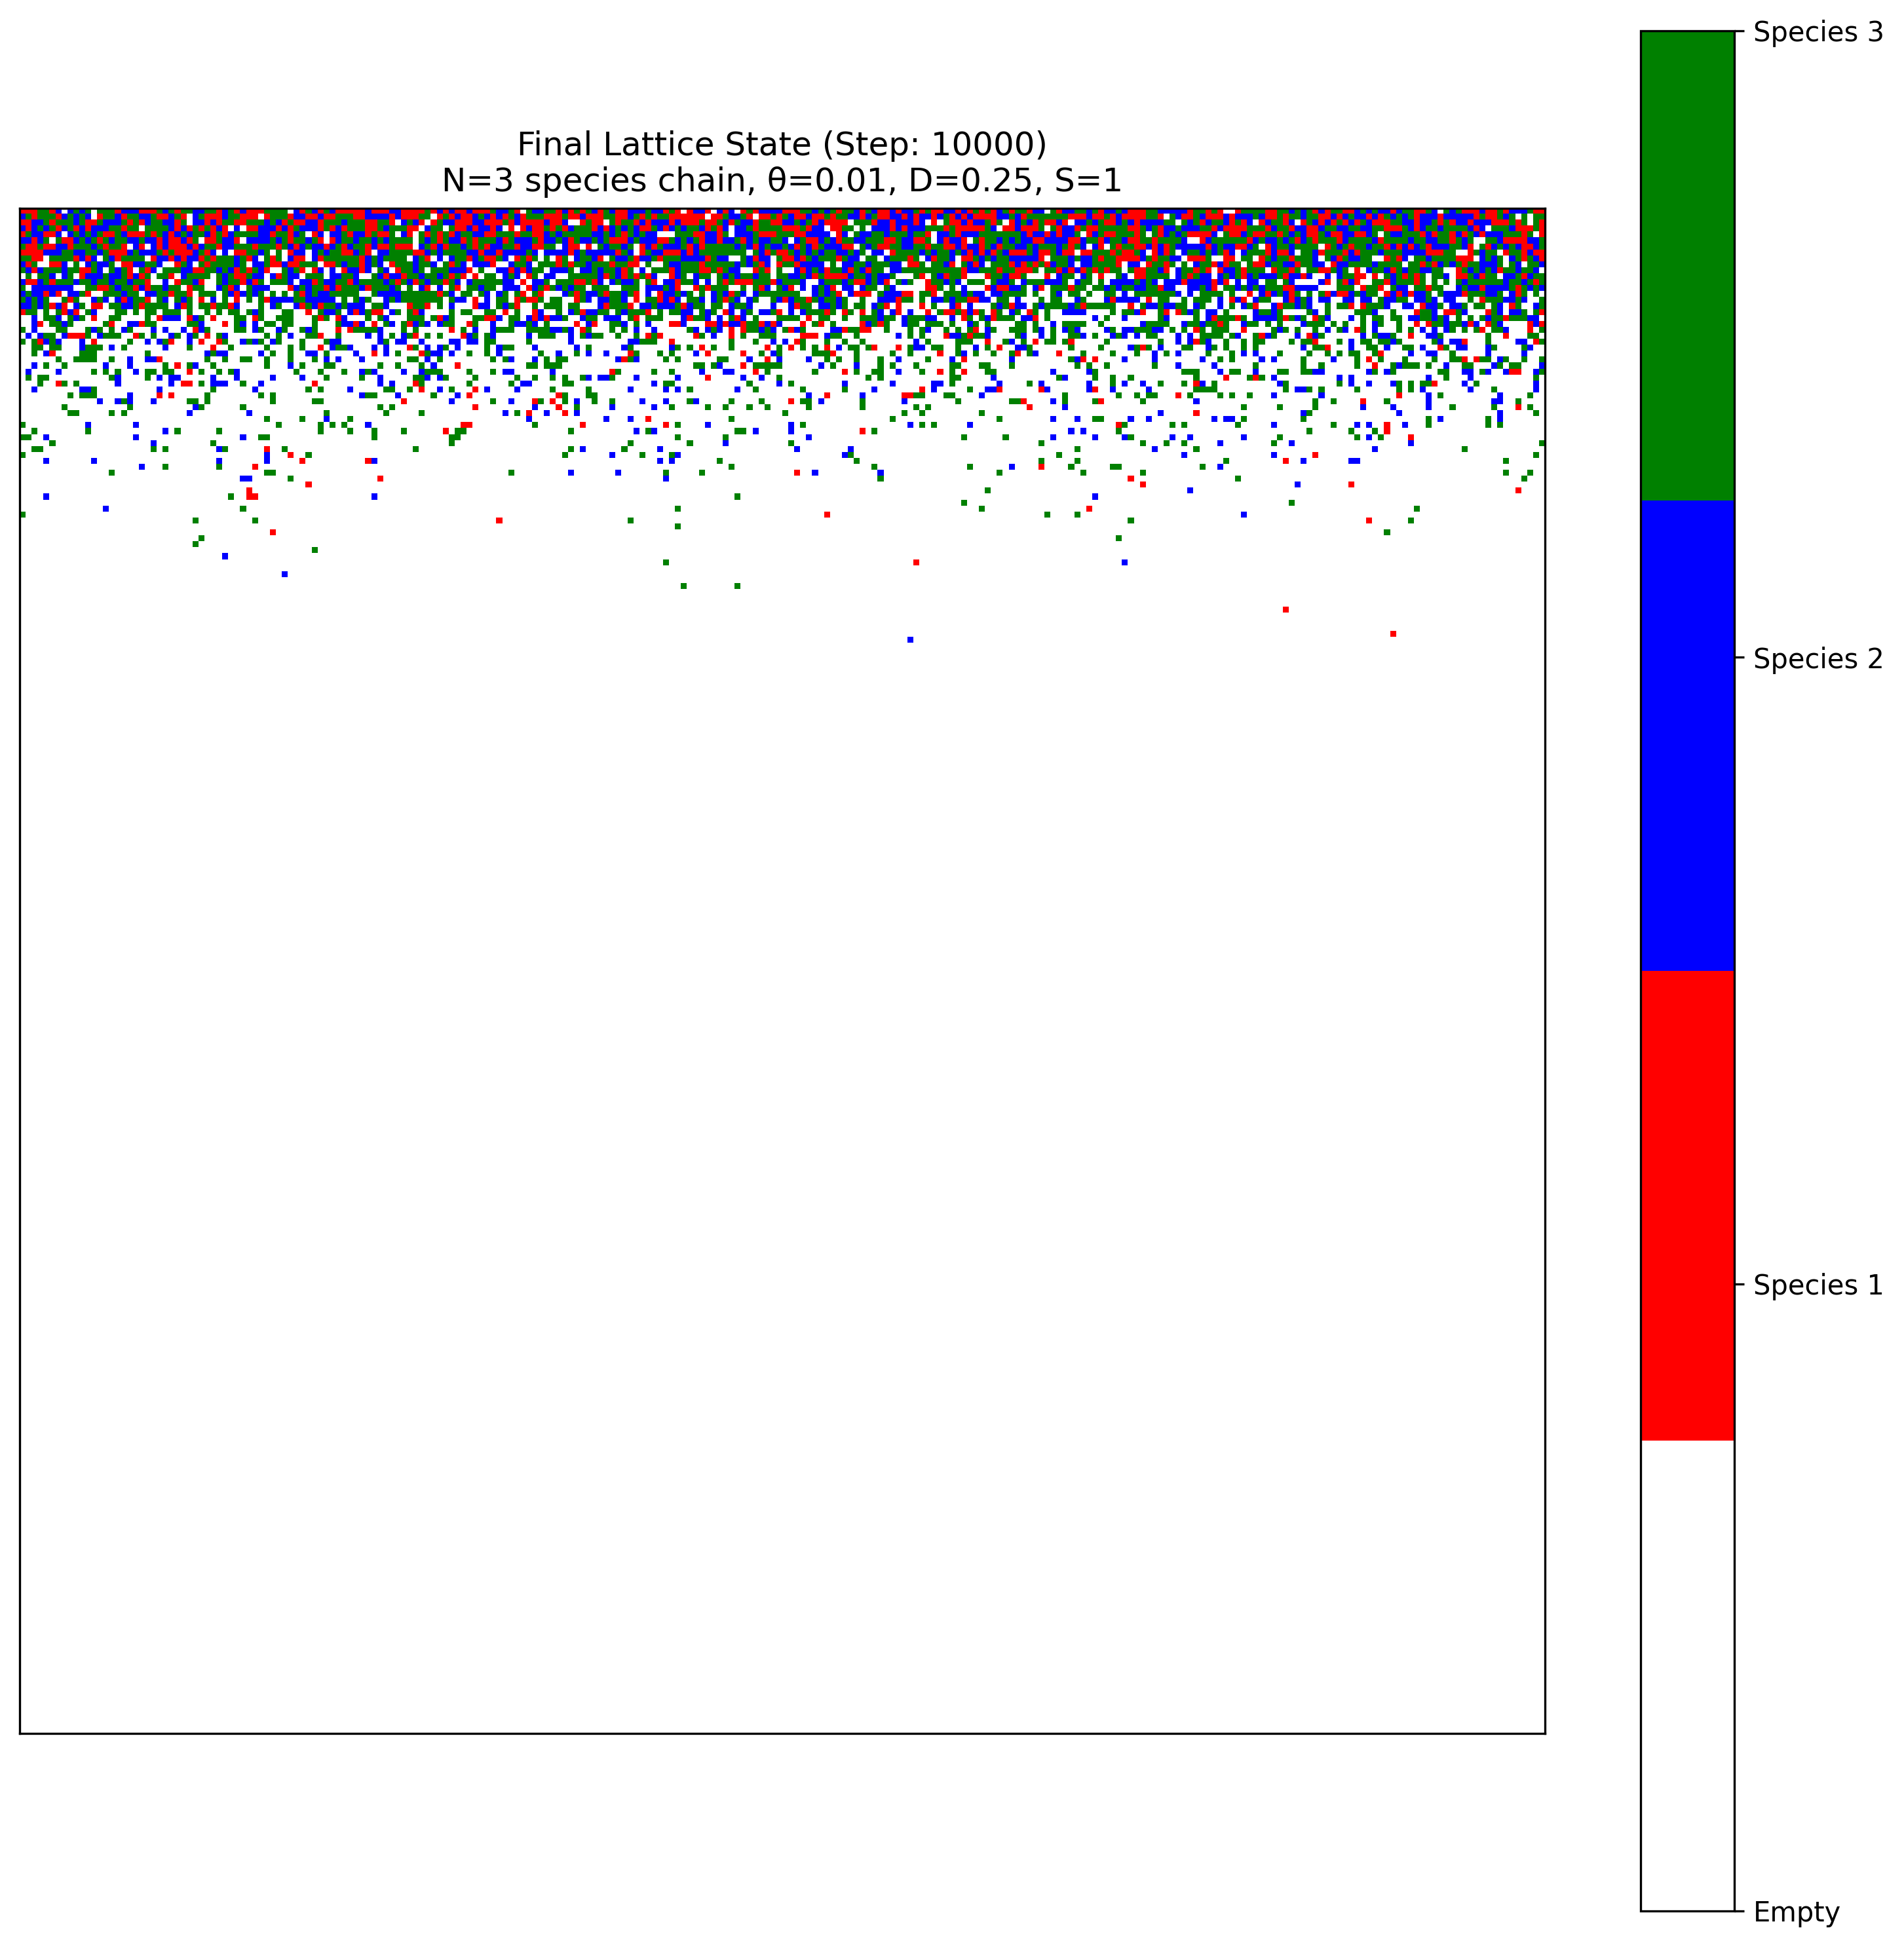 Final Lattice State (Step: 10000)
N=3 species chain, θ=0.01, D=0.25, S=1
Species 3
Species 2
Species 1
Empty